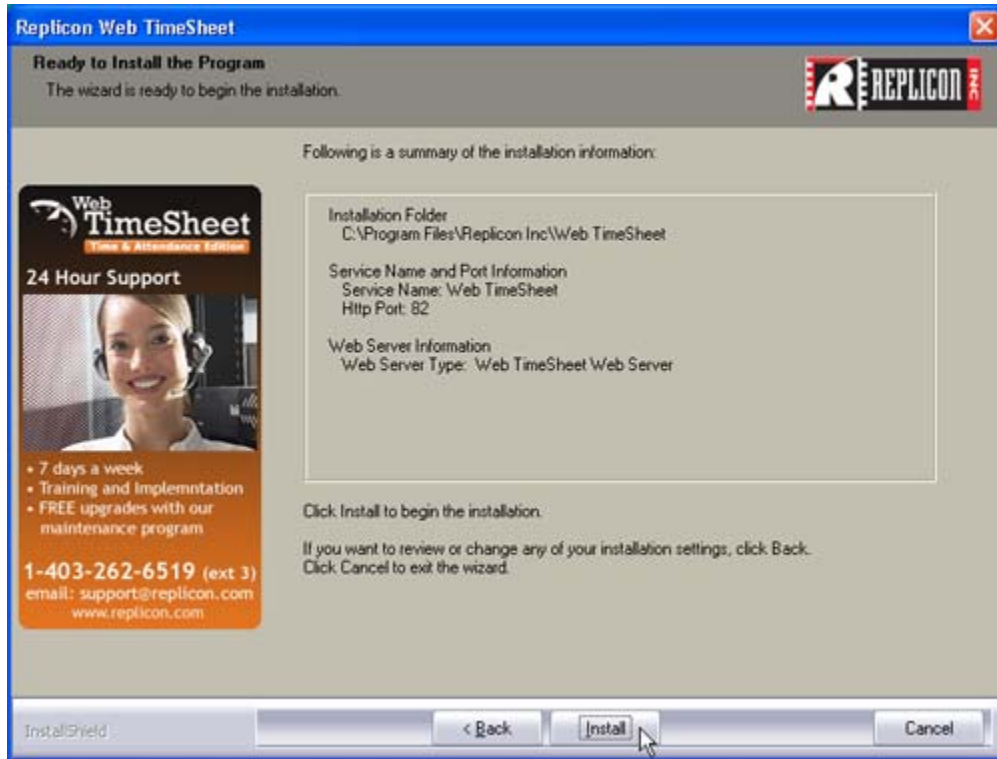 Replicon Web TimeSheet
Ready to Install the Program
The wizard is ready to begin the installation.
R REPLICON INC
Following is a summary of the installation information:
Web
TimeSheet
Time & Attendance Edition
24 Hour Support
• 7 days a week
• Training and Implemntation
• FREE upgrades with our
maintenance program
1-403-262-6519 (ext 3)
email: support@replicon.com
www.replicon.com
Installation Folder
C:\Program Files\Replicon Inc\Web TimeSheet
Service Name and Port Information
Service Name: Web TimeSheet
Http Port: 82
Web Server Information
Web Server Type: Web TimeSheet Web Server
Click Install to begin the installation.
If you want to review or change any of your installation settings, click Back.
Click Cancel to exit the wizard.
InstallShield
< Back
Install
Cancel